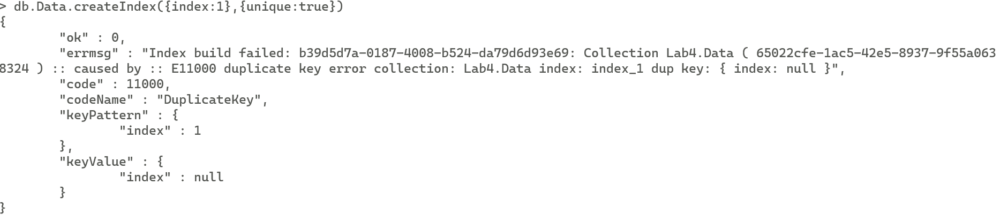 > db.Data.createIndex({index:1},{unique:true})
{
        "ok" : 0,
        "errmsg" : "Index build failed: b39d5d7a-0187-4008-b524-da79d6d93e69: Collection Lab4.Data ( 65022cfe-1ac5-42e5-8937-9f55a063
8324 ) :: caused by :: E11000 duplicate key error collection: Lab4.Data index: index_1 dup key: { index: null }",
        "code" : 11000,
        "codeName" : "DuplicateKey",
        "keyPattern" : {
                "index" : 1
        },
        "keyValue" : {
                "index" : null
        }
}